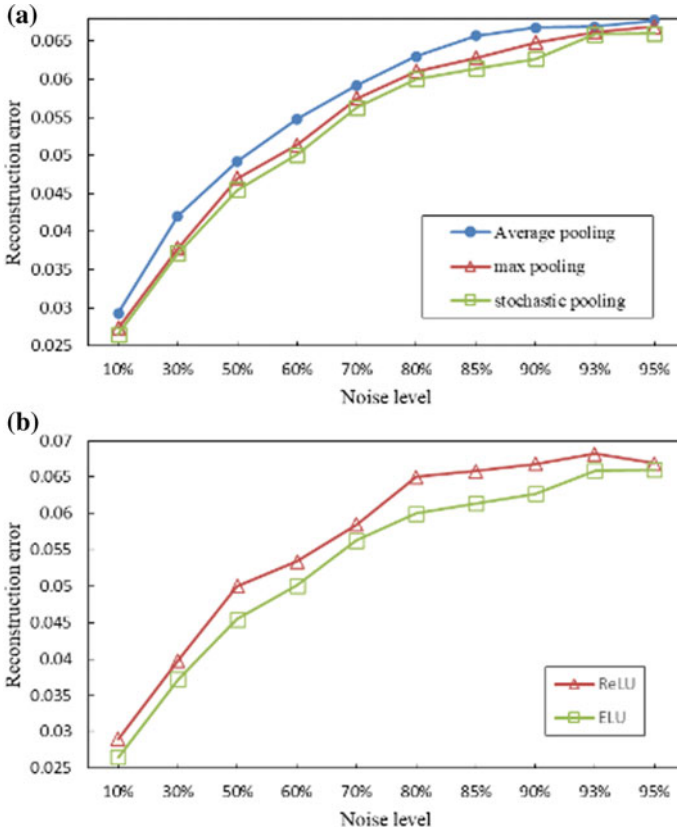 (a)
0.065
0.06
0.055
0.05
0.045
0.04
0.035
0.03
0.025
Reconstruction error
Average pooling
max pooling
stochastic pooling
10% 30% 50% 60% 70% 80% 85% 90% 93% 95%
Noise level
(b)
0.07
0.065
0.06
0.055
0.05
0.045
0.04
0.035
0.03
0.025
Reconstruction error
ReLU
ELU
10% 30% 50% 60% 70% 80% 85% 90% 93% 95%
Noise level